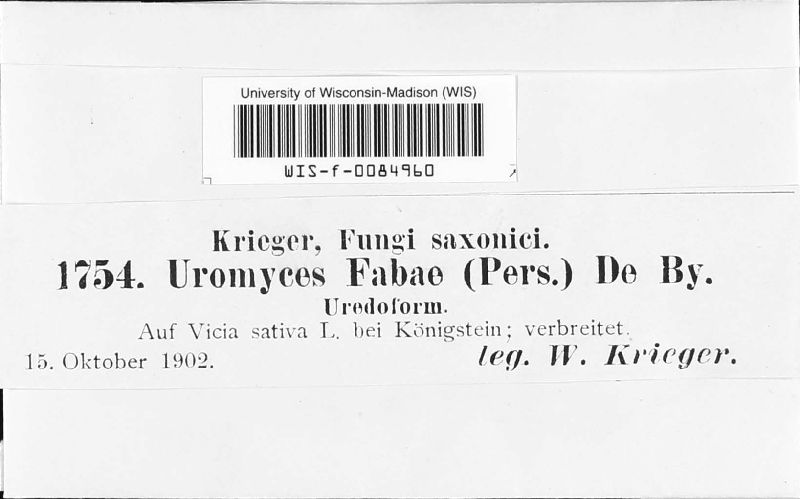 University of Wisconsin-Madison (WIS)
WIS-f-0084960
Krieger, Fungi saxonici.
1754. Uromyces Fabae (Pers.) De By.
Uredoform.
Auf Vicia sativa L. bei Königstein; verbreitet.
15. Oktober 1902.
leg. W. Krieger.